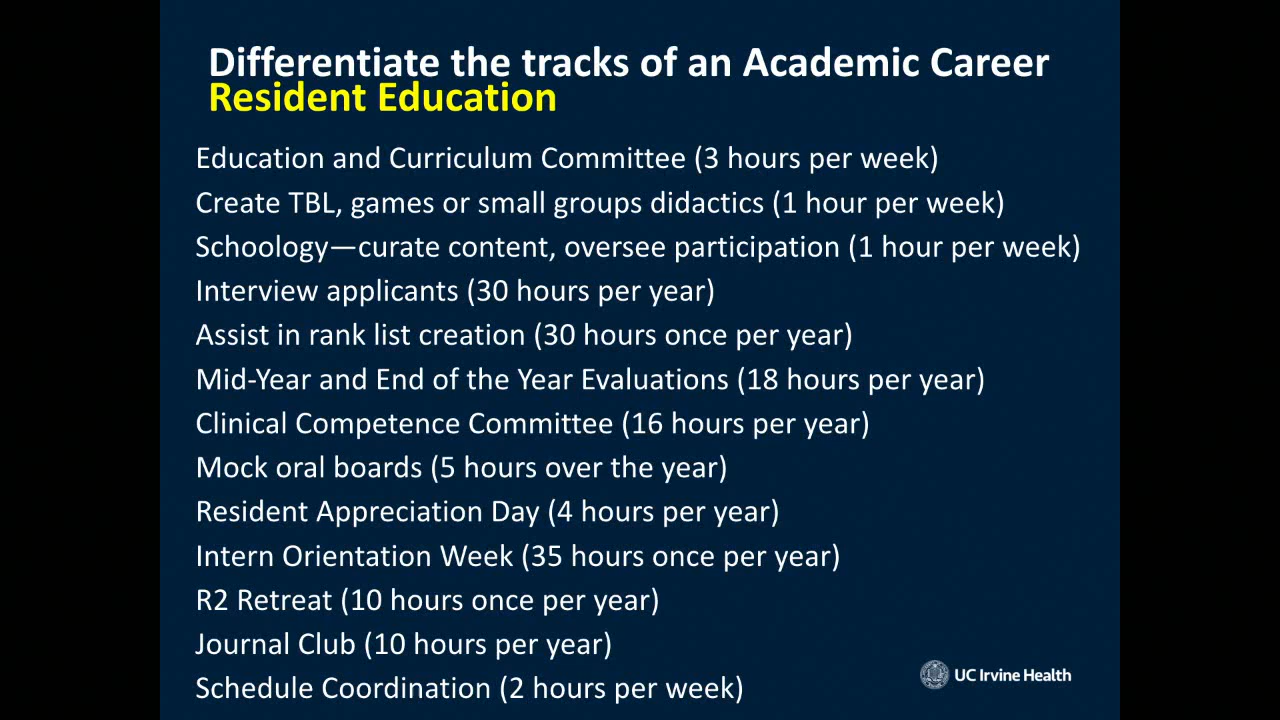 Differentiate the tracks of an Academic Career
Resident Education
Education and Curriculum Committee (3 hours per week)
Create TBL, games or small groups didactics (1 hour per week)
Schoology—curate content, oversee participation (1 hour per week)
Interview applicants (30 hours per year)
Assist in rank list creation (30 hours once per year)
Mid-Year and End of the Year Evaluations (18 hours per year)
Clinical Competence Committee (16 hours per year)
Mock oral boards (5 hours over the year)
Resident Appreciation Day (4 hours per year)
Intern Orientation Week (35 hours once per year)
R2 Retreat (10 hours once per year)
Journal Club (10 hours per year)
Schedule Coordination (2 hours per week)
UC Irvine Health